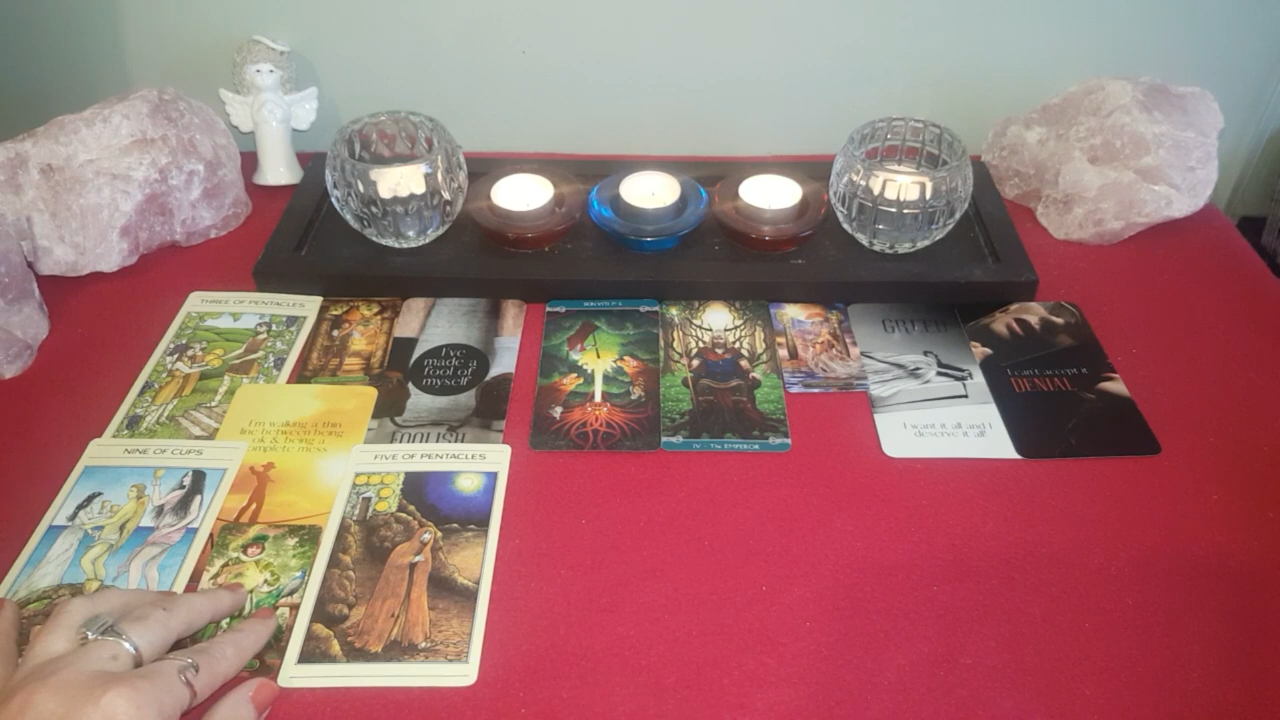 THREE OF PENTACLES
I've
made a
fool of
myself
FOOLISH
IV - The EMPEROR
GREED
I want it all and I
deserve it all!
I can't accept it
DENIAL
I'm walking a thin
line between being
ok & being a
complete mess
NINE OF CUPS
FIVE OF PENTACLES